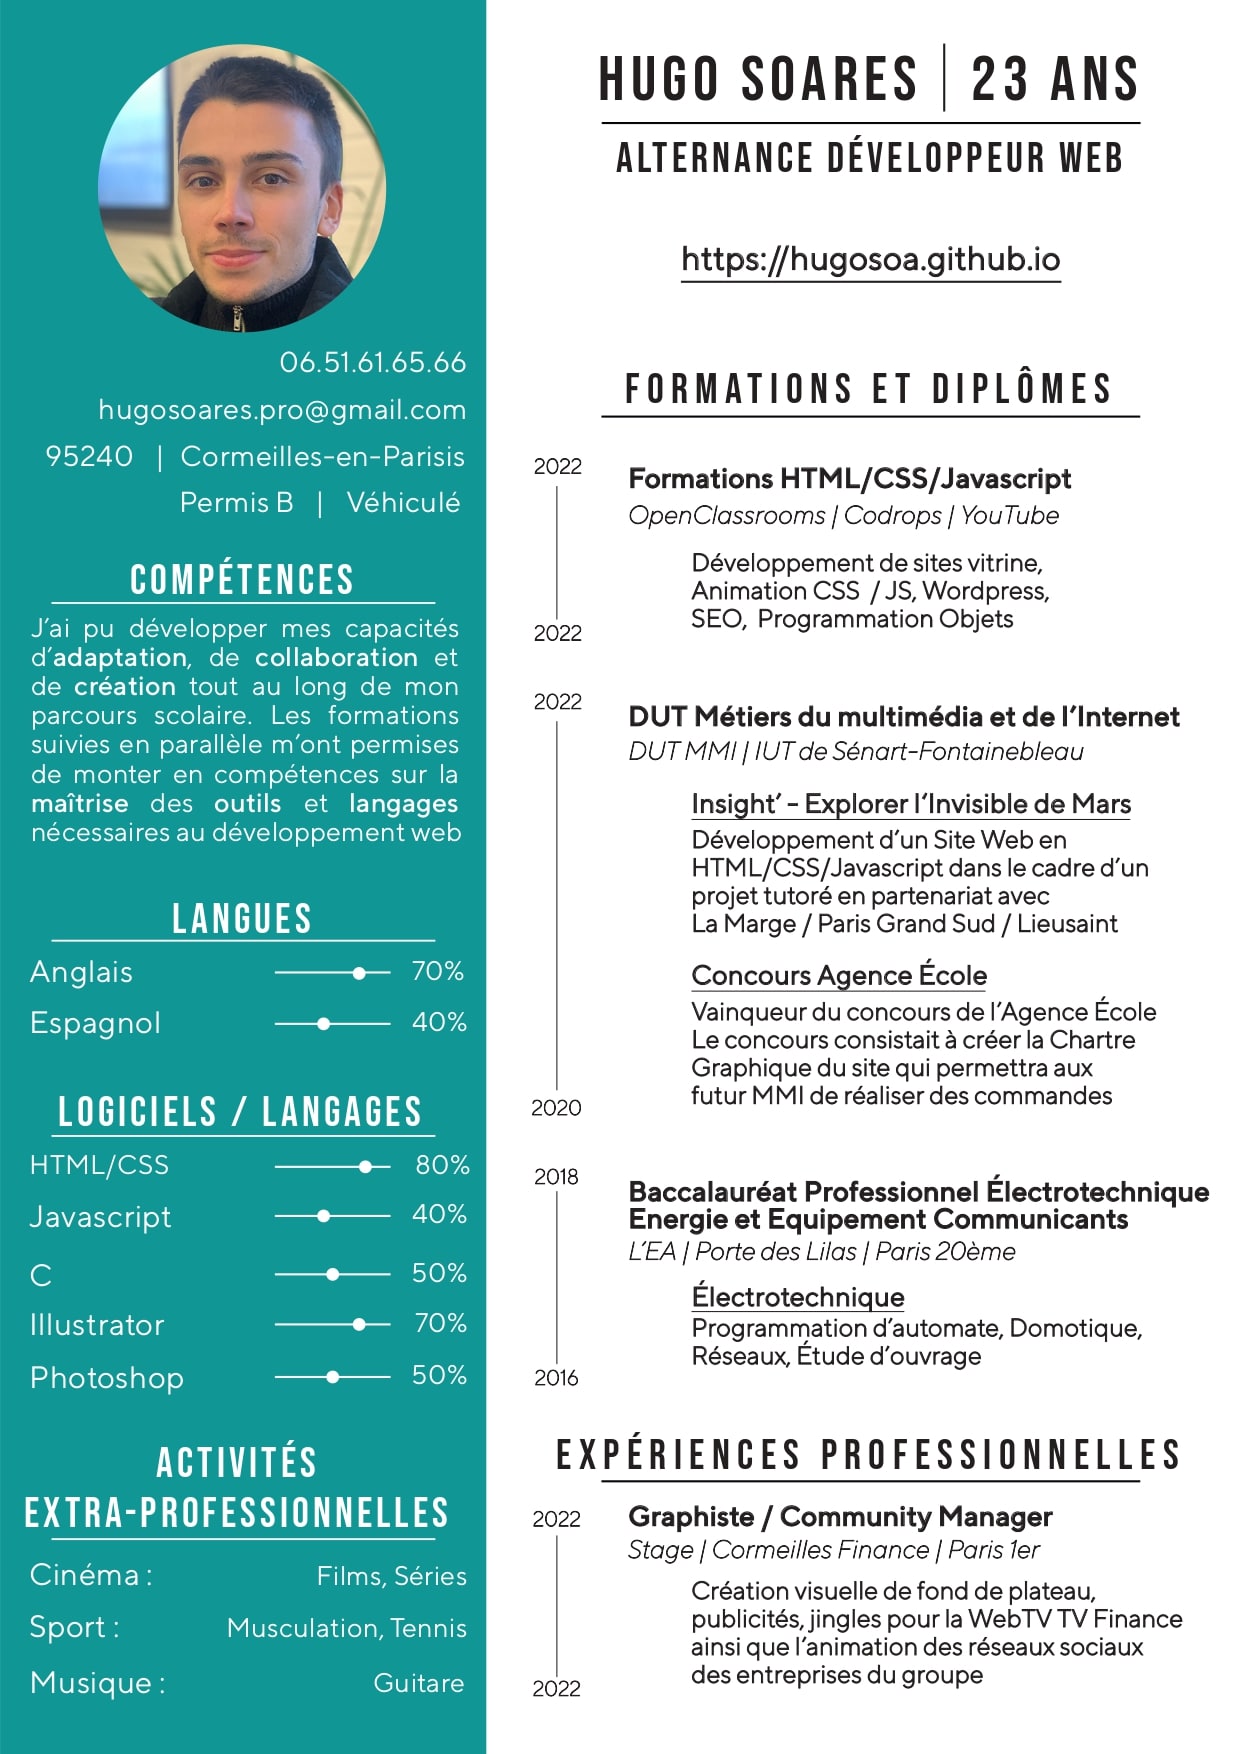 06.51.61.65.66
hugosoares.pro@gmail.com
95240 | Cormeilles-en-Parisis
Permis B | Véhiculé
COMPÉTENCES
J'ai pu développer mes capacités
d'adaptation, de collaboration et
de création tout au long de mon
parcours scolaire. Les formations
suivies en parallèle m'ont permises
de monter en compétences sur la
maîtrise des outils et langages
nécessaires au développement web
LANGUES
Anglais 70%
Espagnol 40%
LOGICIELS / LANGAGES
HTML/CSS 80%
Javascript 40%
C 50%
Illustrator 70%
Photoshop 50%
ACTIVITÉS
EXTRA-PROFESSIONNELLES
Cinéma : Films, Séries
Sport : Musculation, Tennis
Musique : Guitare
HUGO SOARES | 23 ANS
ALTERNANCE DÉVELOPPEUR WEB
https://hugosoa.github.io
FORMATIONS ET DIPLÔMES
2022
Formations HTML/CSS/Javascript
OpenClassrooms | Codrops | YouTube
Développement de sites vitrine,
Animation CSS / JS, Wordpress,
SEO, Programmation Objets
2022
2022
DUT Métiers du multimédia et de l'Internet
DUT MMI | IUT de Sénart-Fontainebleau
Insight' - Explorer l'Invisible de Mars
Développement d'un Site Web en
HTML/CSS/Javascript dans le cadre d'un
projet tutoré en partenariat avec
La Marge / Paris Grand Sud / Lieusaint
Concours Agence École
Vainqueur du concours de l'Agence École
Le concours consistait à créer la Chartre
Graphique du site qui permettra aux
futur MMI de réaliser des commandes
2020
2018
Baccalauréat Professionnel Électrotechnique
Energie et Equipement Communicants
L'EA | Porte des Lilas | Paris 20ème
Électrotechnique
Programmation d'automate, Domotique,
Réseaux, Étude d'ouvrage
2016
EXPÉRIENCES PROFESSIONNELLES
2022
Graphiste / Community Manager
Stage | Cormeilles Finance | Paris 1er
Création visuelle de fond de plateau,
publicités, jingles pour la WebTV TV Finance
ainsi que l'animation des réseaux sociaux
des entreprises du groupe
2022